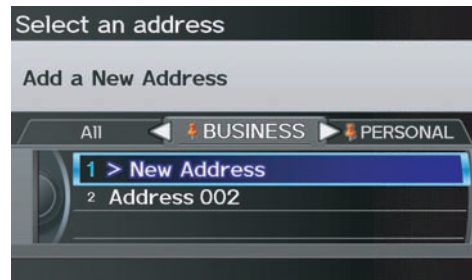 Select an address
Add a New Address
All BUSINESS PERSONAL
1 > New Address
2 Address 002